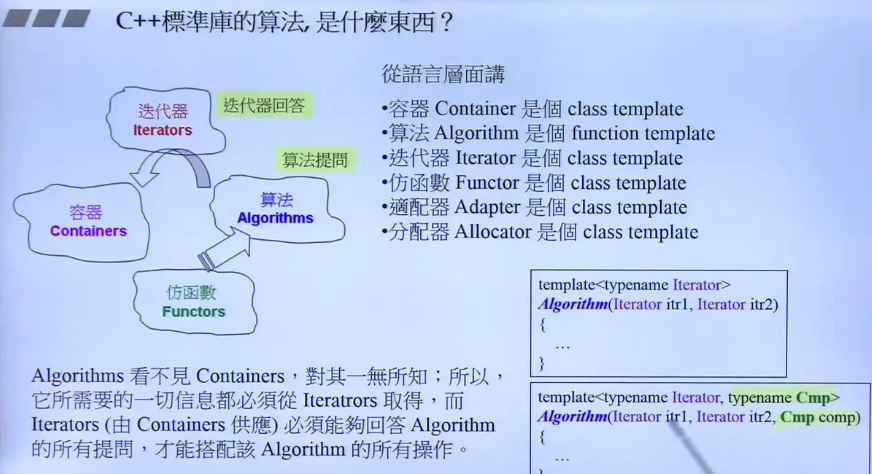 C++標準庫的算法, 是什麼東西？
迭代器
Iterators
迭代器回答
算法提問
容器
Containers
算法
Algorithms
仿函數
Functors
從語言層面講
•容器 Container 是個 class template
•算法 Algorithm 是個 function template
•迭代器 Iterator 是個 class template
•仿函數 Functor 是個 class template
•適配器 Adapter 是個 class template
•分配器 Allocator 是個 class template
Algorithms 看不見 Containers，對其一無所知；所以，
它所需要的一切信息都必須從 Iteratrors 取得，而
Iterators (由 Containers 供應) 必須能夠回答 Algorithm
的所有提問，才能搭配該 Algorithm 的所有操作。
template<typename Iterator>
Algorithm(Iterator itr1, Iterator itr2)
{
…
}
template<typename Iterator, typename Cmp>
Algorithm(Iterator itr1, Iterator itr2, Cmp comp)
{
…
}